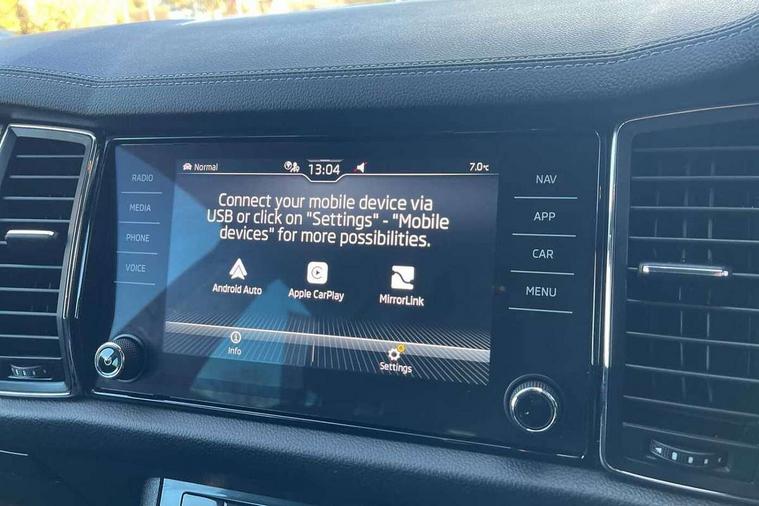 RADIO
MEDIA
PHONE
VOICE
Normal
13:04
7.0°C
Connect your mobile device via
USB or click on "Settings" - "Mobile
devices" for more possibilities.
Android Auto
Apple CarPlay
MirrorLink
Info
Settings
NAV
APP
CAR
MENU